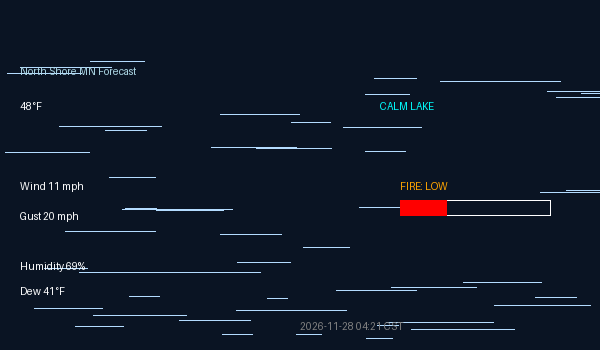 North Shore MN Forecast
48°F
CALM LAKE
Wind 11 mph
FIRE: LOW
Gust 20 mph
Humidity 69%
Dew 41°F
2026-11-28 04:21 CST